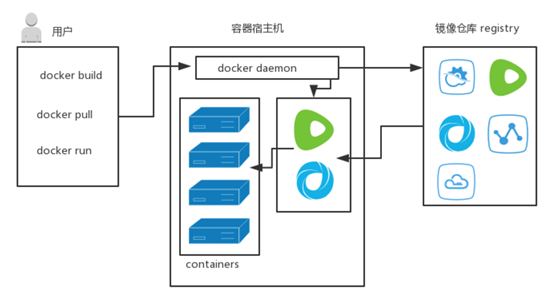 用户
docker build
docker pull
docker run
容器宿主机
docker daemon
containers
镜像仓库 registry